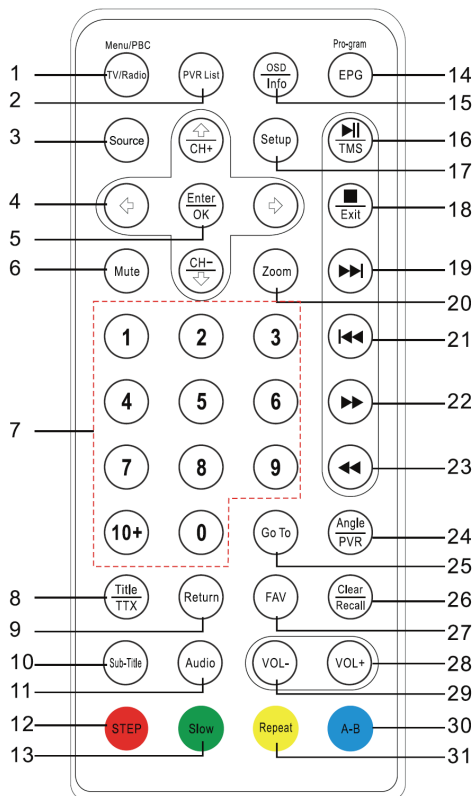 Menu/PBC
Pro-gram
1 TV/Radio PVR List OSD Info EPG 14
2 15
3 Source CH+ Setup TMS 16
17
4 Enter OK Exit 18
5
6 Mute CH− Zoom 19
20
1 2 3 21
7 4 5 6 22
7 8 9 23
10+ 0 Go To Angle PVR 24
25
8 Title TTX Return FAV Clear Recall 26
9 27
10 Sub-Title Audio VOL- VOL+ 28
11 29
12 STEP Slow Repeat A-B 30
13 31